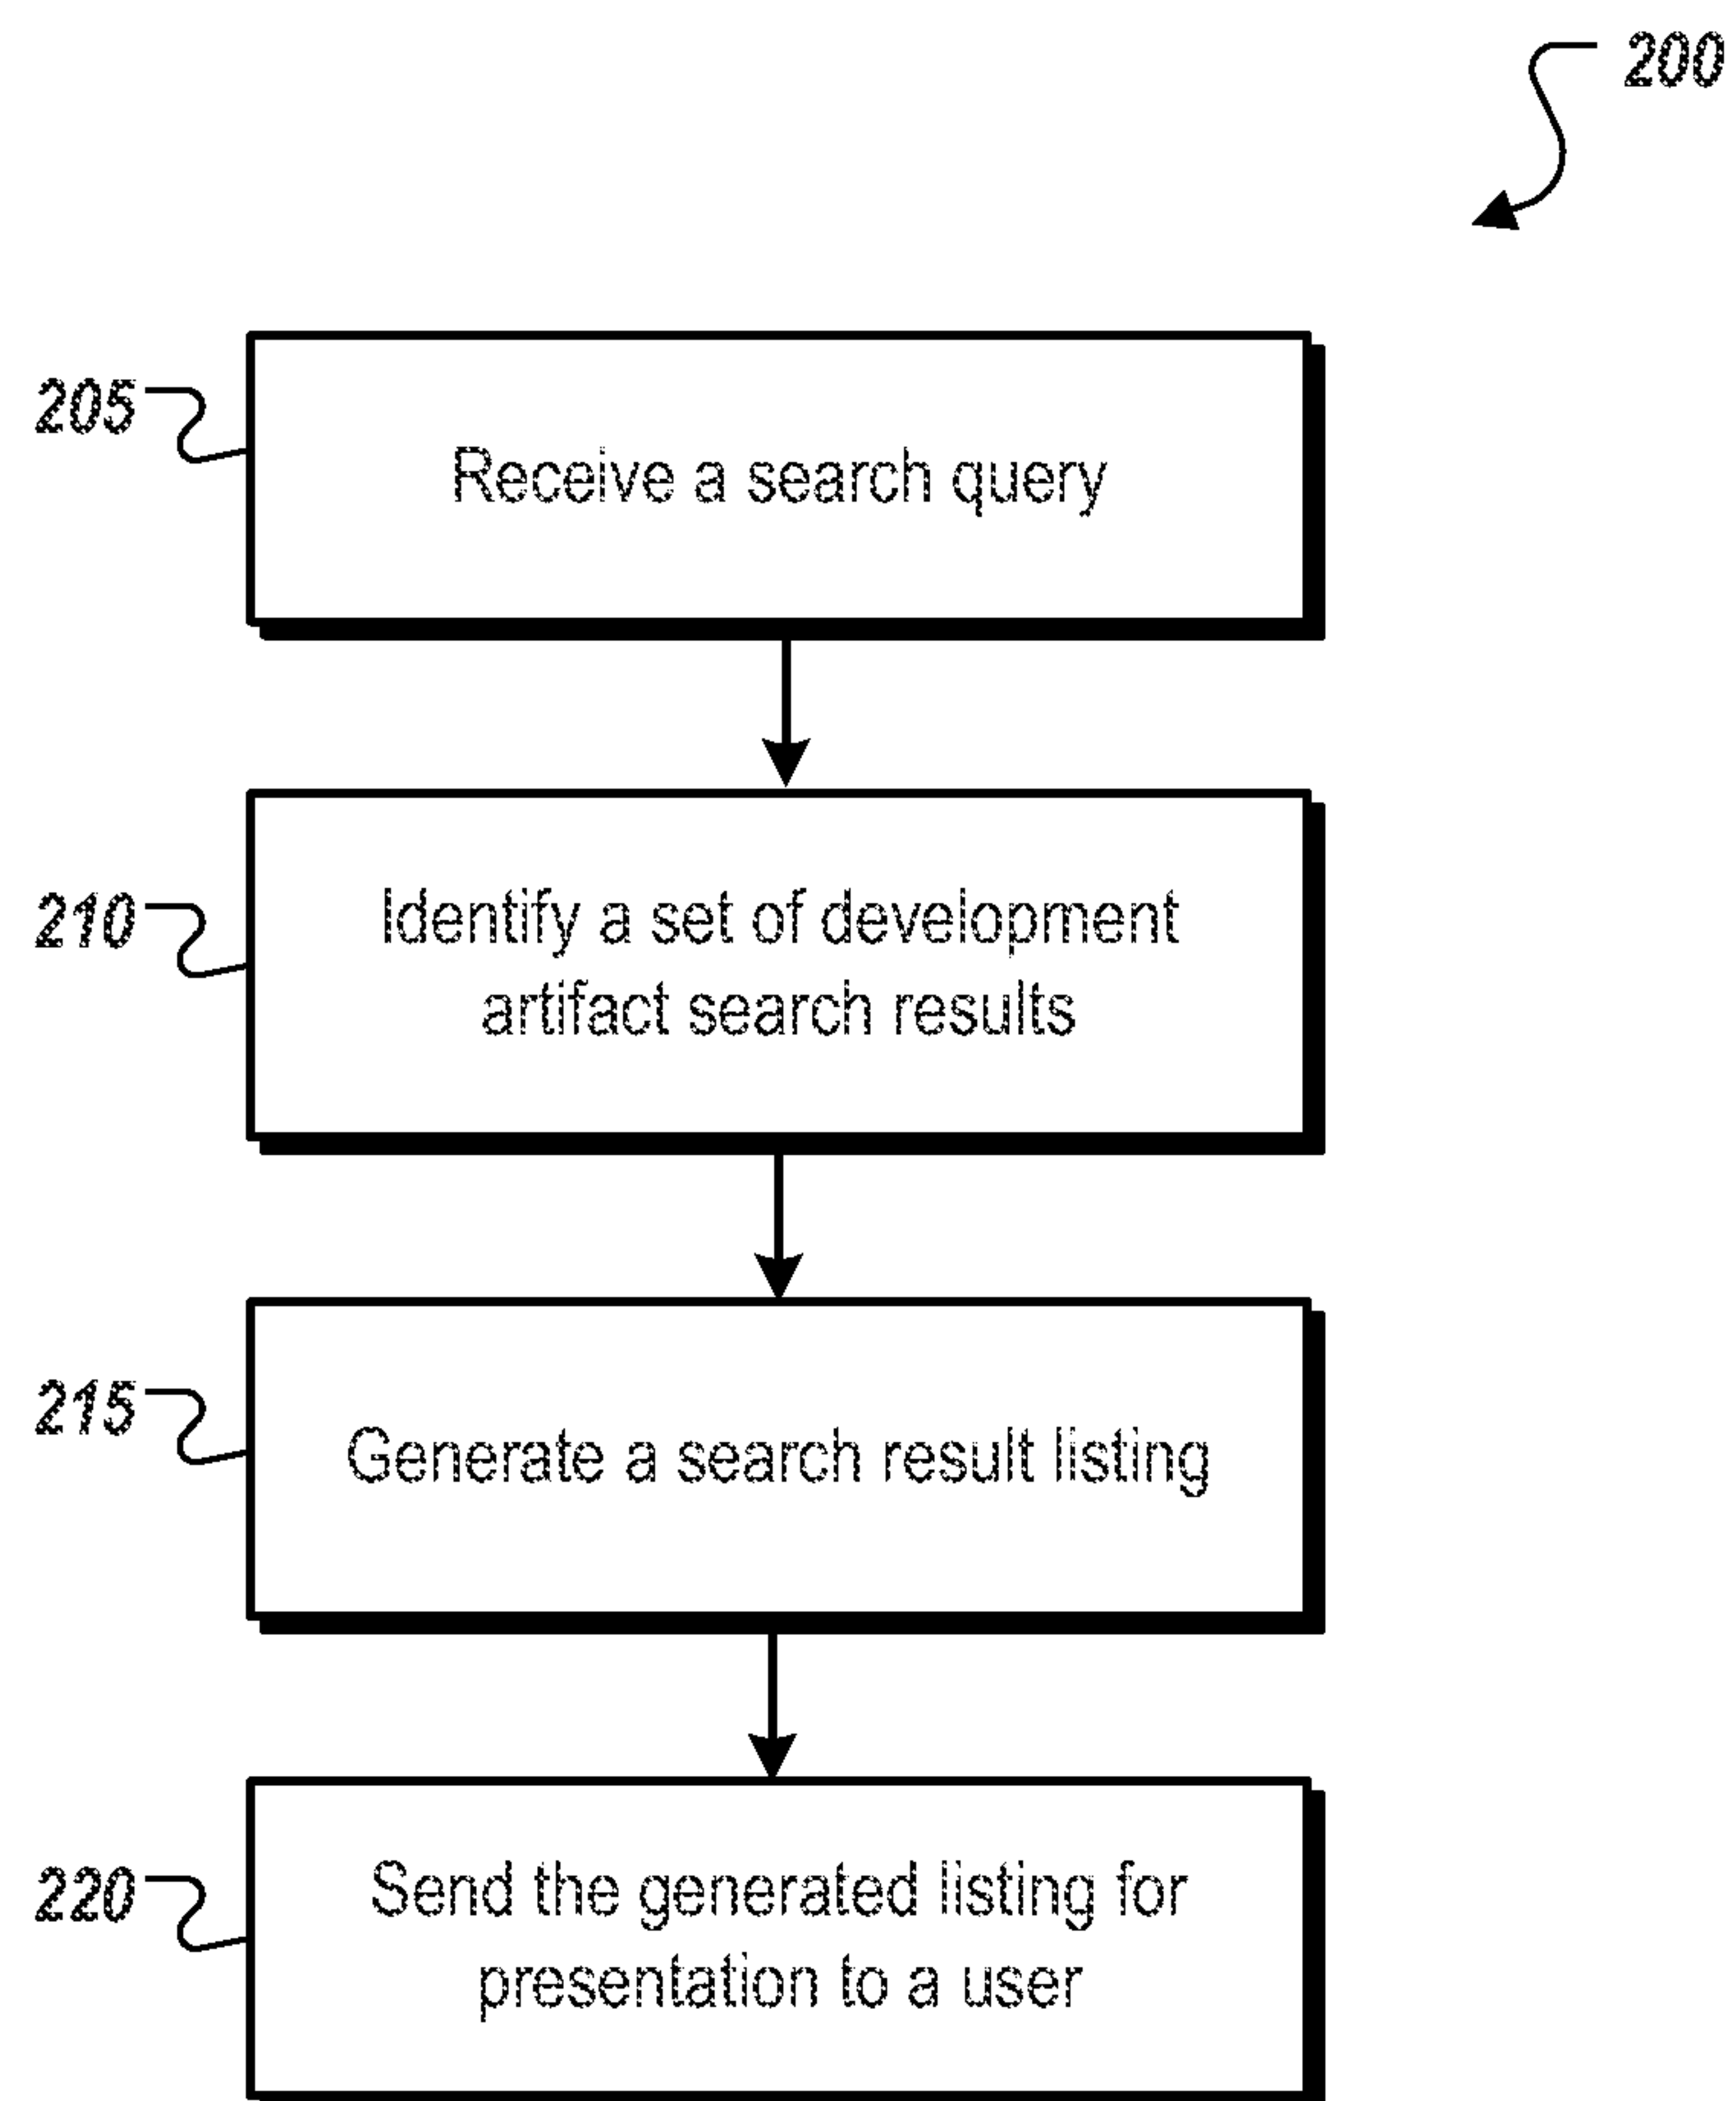 200
205
Receive a search query
210
Identify a set of development
artifact search results
215
Generate a search result listing
220
Send the generated listing for
presentation to a user